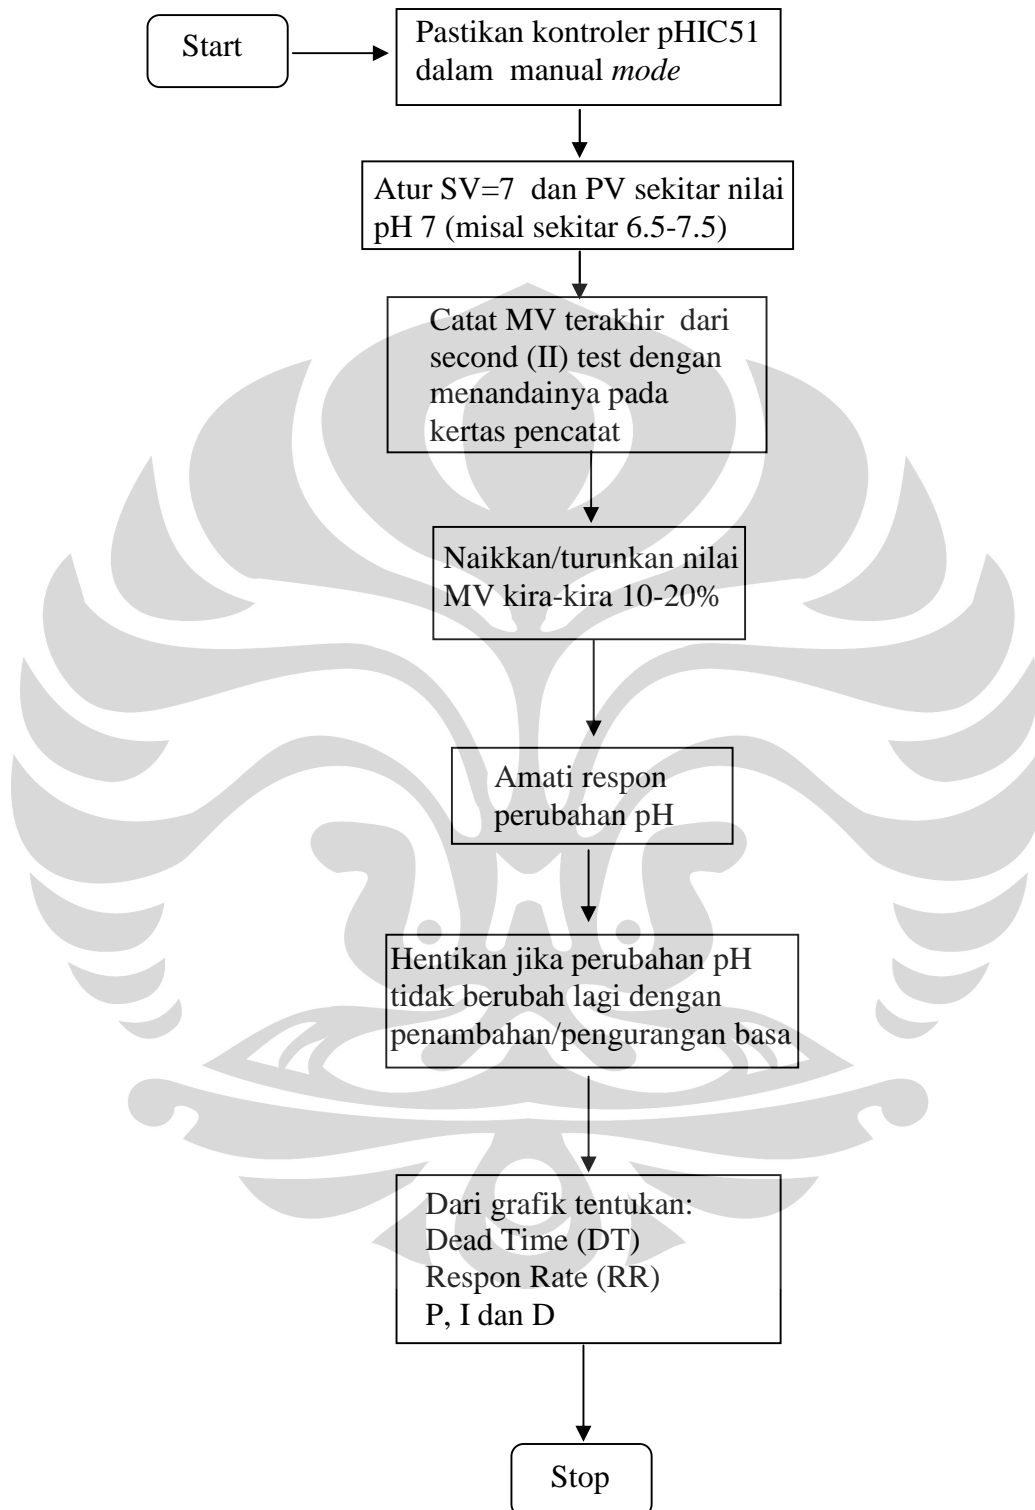 Start
Pastikan kontroler pHIC51
dalam manual mode
Atur SV=7 dan PV sekitar nilai
pH 7 (misal sekitar 6.5-7.5)
Catat MV terakhir dari
second (II) test dengan
menandainya pada
kertas pencatat
Naikkan/turunkan nilai
MV kira-kira 10-20%
Amati respon
perubahan pH
Hentikan jika perubahan pH
tidak berubah lagi dengan
penambahan/pengurangan basa
Dari grafik tentukan:
Dead Time (DT)
Respon Rate (RR)
P, I dan D
Stop